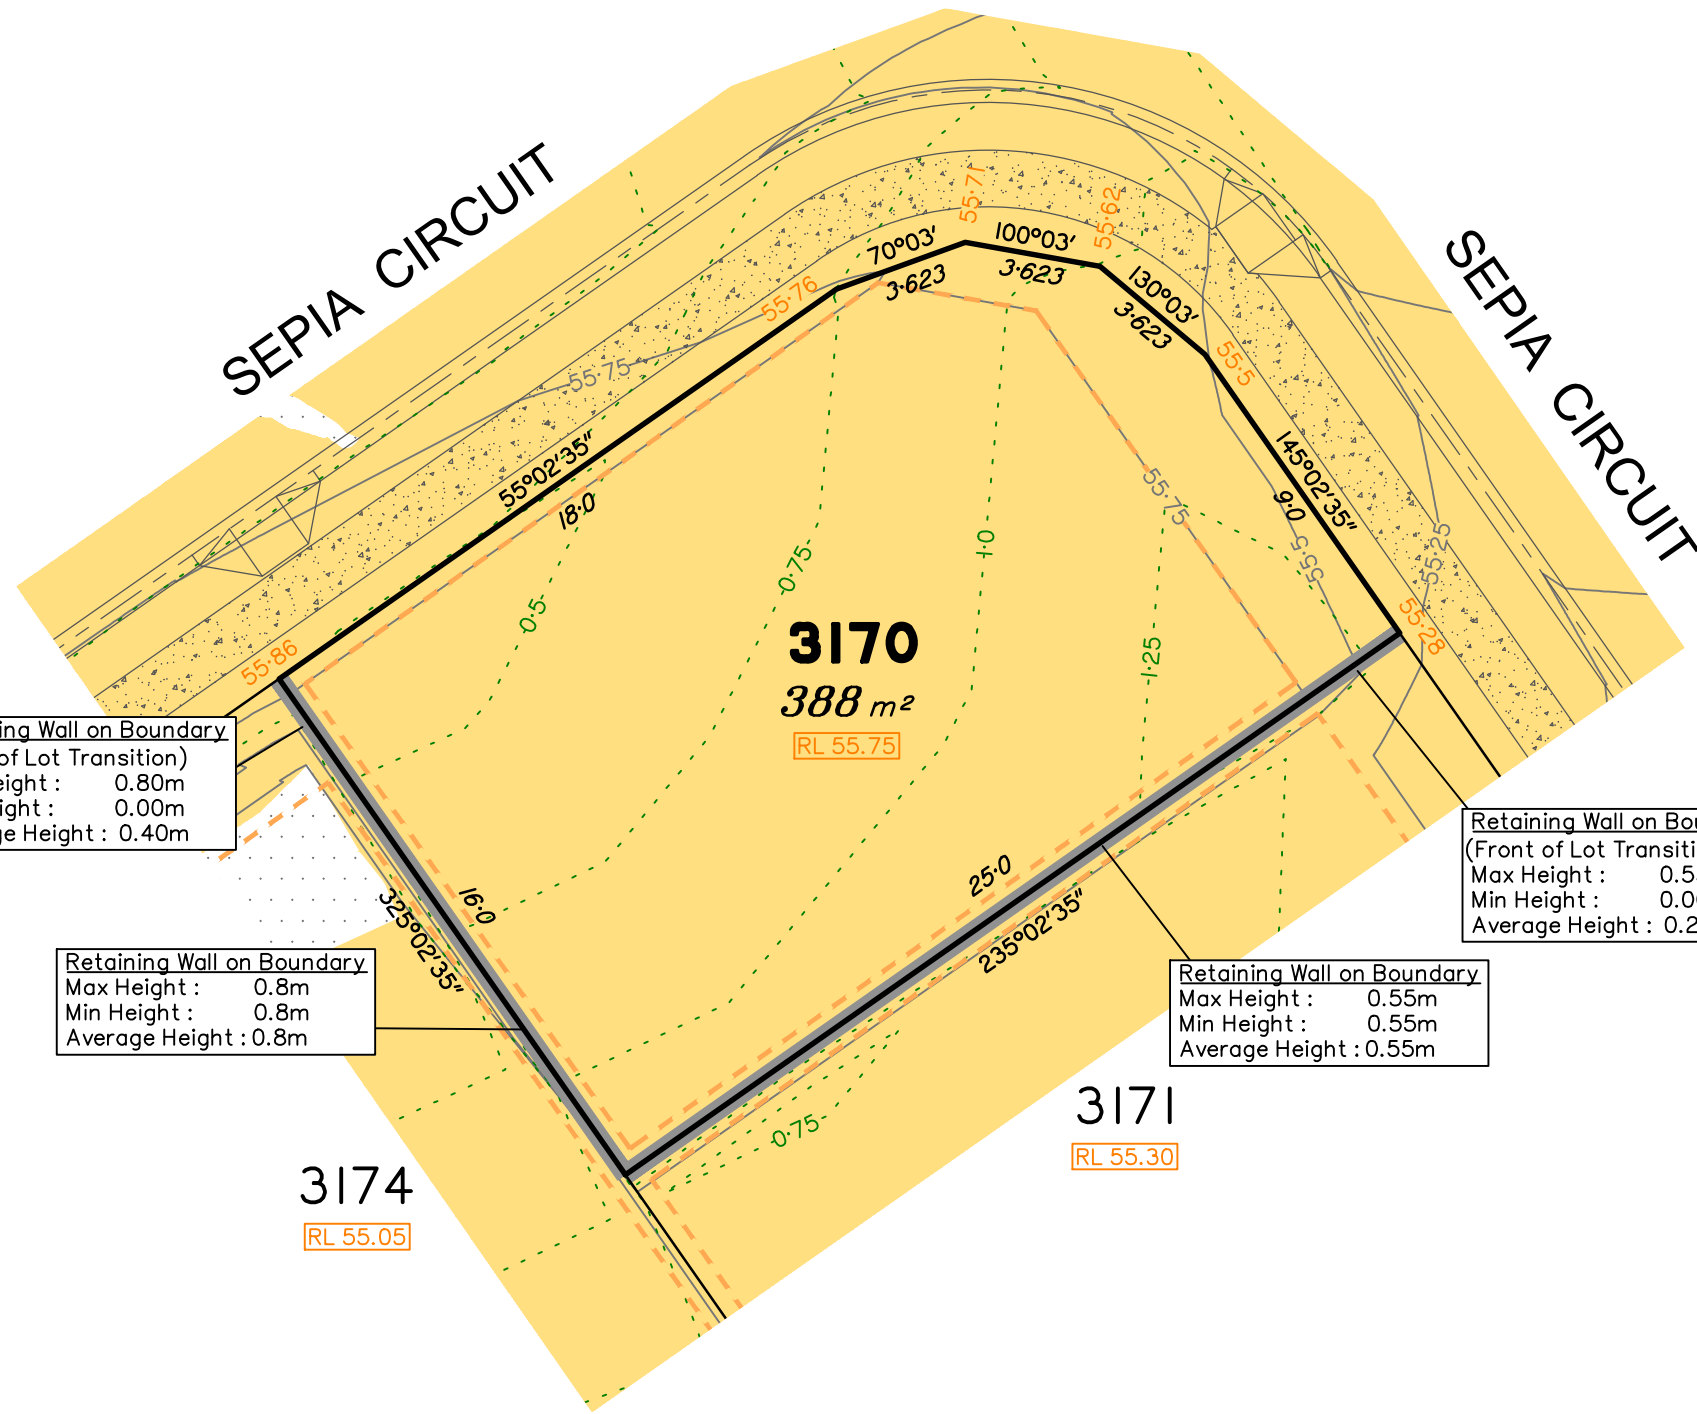 SEPIA CIRCUIT
SEPIA CIRCUIT
55·71
55·62
70°03'
100°03'
3·623
3·623
130°03'
3·623
55·76
55·5
55·75
55°02'35"
18·0
55·75
145°02'35"
9·0
55·5
55·25
0·75
1·0
0·5
1·25
55·86
55·28
3170
388 m²
RL 55.75
ing Wall on Boundary
of Lot Transition)
eight : 0.80m
ight : 0.00m
ge Height : 0.40m
Retaining Wall on Bou
(Front of Lot Transiti
Max Height : 0.5
Min Height : 0.0
Average Height : 0.2
16·0
325°02'35"
25·0
235°02'35"
Retaining Wall on Boundary
Max Height : 0.8m
Min Height : 0.8m
Average Height : 0.8m
Retaining Wall on Boundary
Max Height : 0.55m
Min Height : 0.55m
Average Height : 0.55m
0·75
3171
RL 55.30
3174
RL 55.05